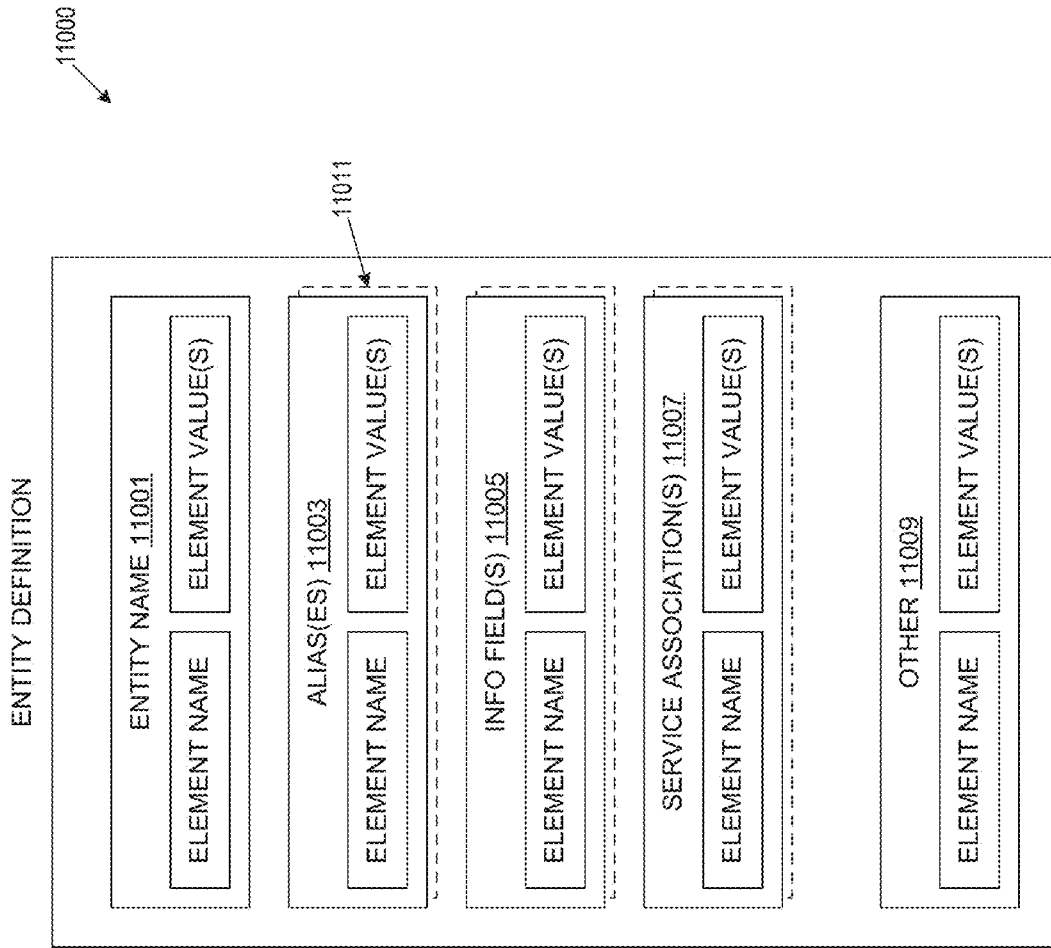 ENTITY DEFINITION
11000
ENTITY NAME 11001
ELEMENT NAME
ELEMENT VALUE(S)
11011
ALIAS(ES) 11003
ELEMENT NAME
ELEMENT VALUE(S)
INFO FIELD(S) 11005
ELEMENT NAME
ELEMENT VALUE(S)
SERVICE ASSOCIATION(S) 11007
ELEMENT NAME
ELEMENT VALUE(S)
OTHER 11009
ELEMENT NAME
ELEMENT VALUE(S)